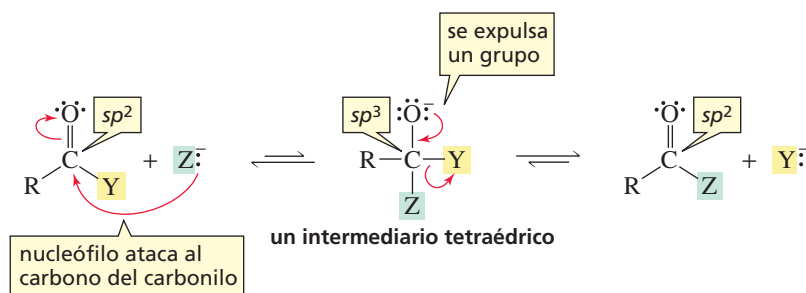 se expulsa
un grupo
sp2
sp3
sp2
O
O−
O
C
+
Z−
R
C
Y
C
+
Y−
R
Y
Z
R
Z
nucleófilo ataca al
carbono del carbonilo
un intermediario tetraédrico